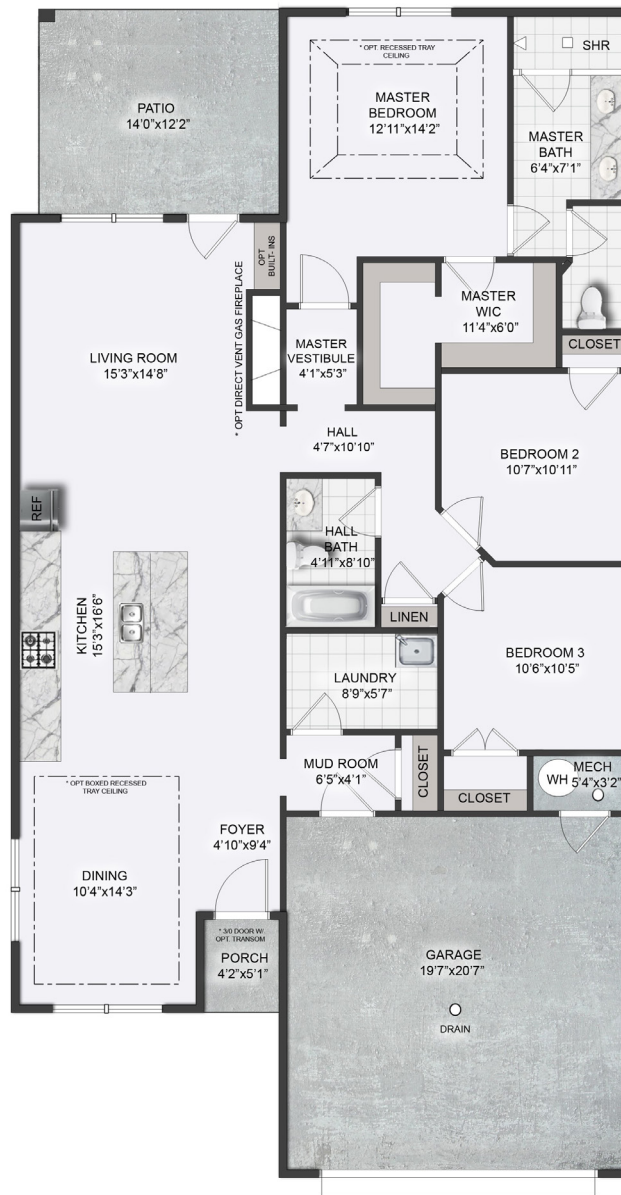 PATIO
14'0"x12'2"
* OPT. RECESSED TRAY
CEILING
MASTER
BEDROOM
12'11"x14'2"
SHR
MASTER
BATH
6'4"x7'1"
OPT
BUILT- INS
* OPT DIRECT VENT GAS FIREPLACE
LIVING ROOM
15'3"x14'8"
MASTER
VESTIBULE
4'1"x5'3"
MASTER
WIC
11'4"x6'0"
CLOSET
HALL
4'7"x10'10"
BEDROOM 2
10'7"x10'11"
REF
HALL
BATH
4'11"x8'10"
KITCHEN
15'3"x16'6"
LINEN
LAUNDRY
8'9"x5'7"
BEDROOM 3
10'6"x10'5"
MUD ROOM
6'5"x4'1"
CLOSET
CLOSET
WH
MECH
5'4"x3'2"
* OPT BOXED RECESSED
TRAY CEILING
FOYER
4'10"x9'4"
DINING
10'4"x14'3"
* 3/0 DOOR W/
OPT. TRANSOM
PORCH
4'2"x5'1"
GARAGE
19'7"x20'7"
DRAIN